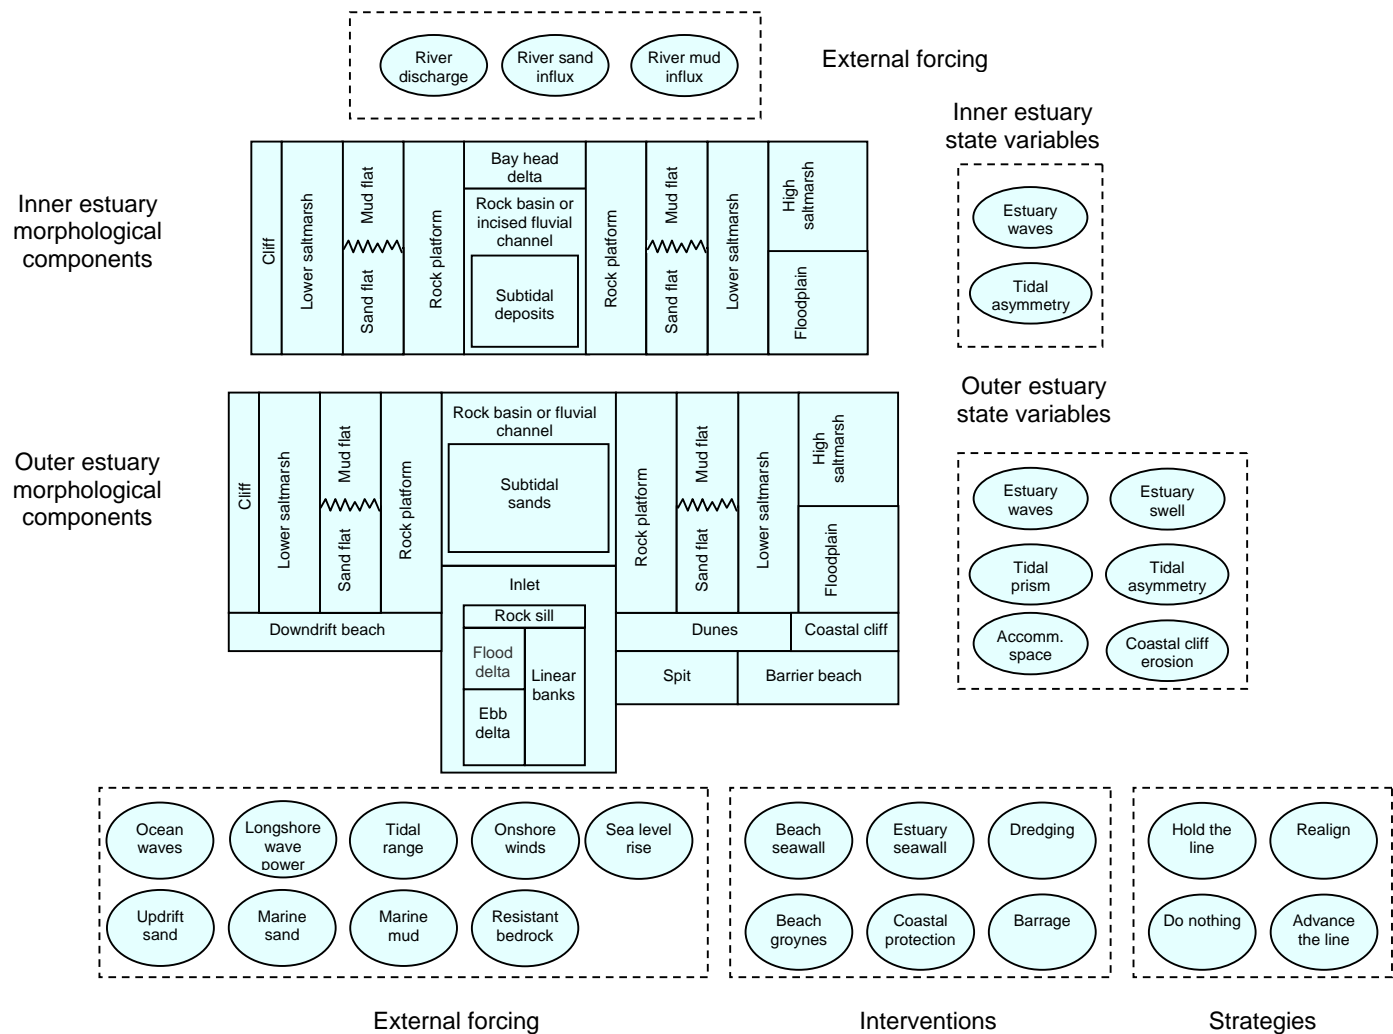 River
discharge
River sand
influx
River mud
influx
External forcing
Inner estuary
state variables
Inner estuary
morphological
components
Cliff
Lower saltmarsh
Mud flat
Sand flat
Rock platform
Bay head
delta
Rock basin or
incised fluvial
channel
Subtidal
deposits
Rock platform
Mud flat
Sand flat
Lower saltmarsh
High
saltmarsh
Floodplain
Estuary
waves
Tidal
asymmetry
Outer estuary
state variables
Outer estuary
morphological
components
Cliff
Lower saltmarsh
Mud flat
Sand flat
Rock platform
Rock basin or fluvial
channel
Subtidal
sands
Rock platform
Mud flat
Sand flat
Lower saltmarsh
High
saltmarsh
Floodplain
Inlet
Rock sill
Flood
delta
Linear
banks
Ebb
delta
Downdrift beach
Dunes
Coastal cliff
Spit
Barrier beach
Estuary
waves
Estuary
swell
Tidal
prism
Tidal
asymmetry
Accomm.
space
Coastal cliff
erosion
Ocean
waves
Longshore
wave
power
Tidal
range
Onshore
winds
Sea level
rise
Updrift
sand
Marine
sand
Marine
mud
Resistant
bedrock
Beach
seawall
Estuary
seawall
Dredging
Beach
groynes
Coastal
protection
Barrage
Hold the
line
Realign
Do nothing
Advance
the line
External forcing
Interventions
Strategies